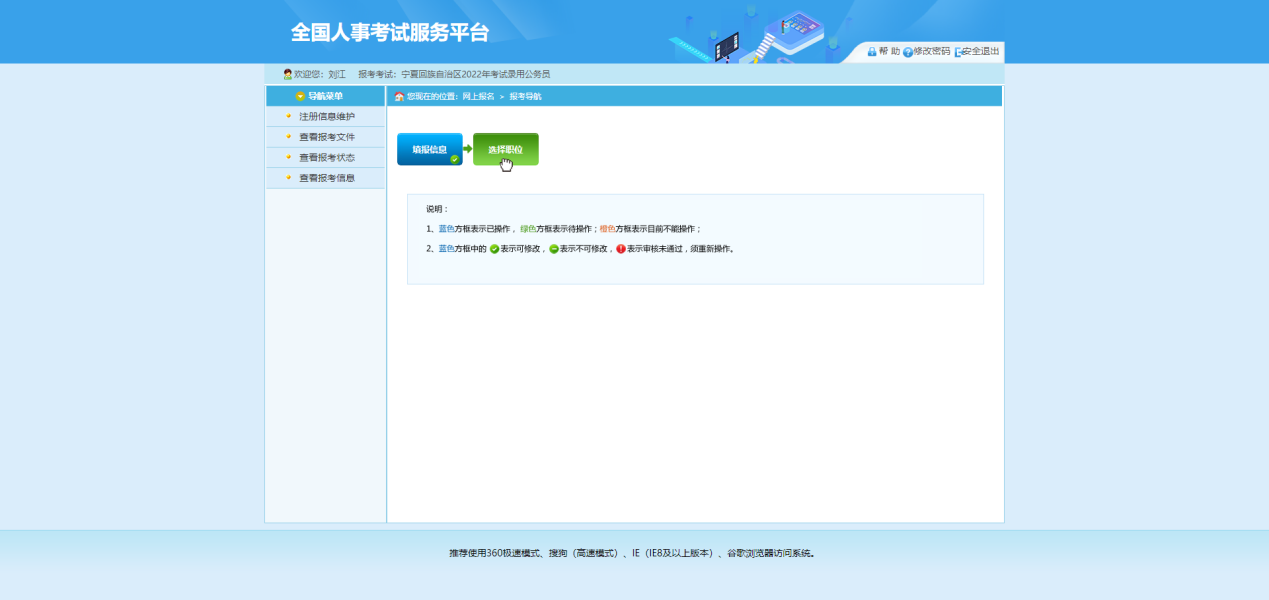 全国人事考试服务平台
帮 助 修改密码 安全退出
欢迎您：刘江 报考考试：宁夏回族自治区2022年考试录用公务员
导航菜单
您现在的位置：网上报名 > 报考导航
注册信息维护
查看报考文件
查看报考状态
查看报考信息
填报信息
选择职位
说明：
1、蓝色方框表示已操作，绿色方框表示待操作；橙色方框表示目前不能操作；
2、蓝色方框中的 表示可修改， 表示不可修改， 表示审核未通过，须重新操作。
推荐使用360极速模式、搜狗（高速模式）、IE（IE8及以上版本）、谷歌浏览器访问系统。